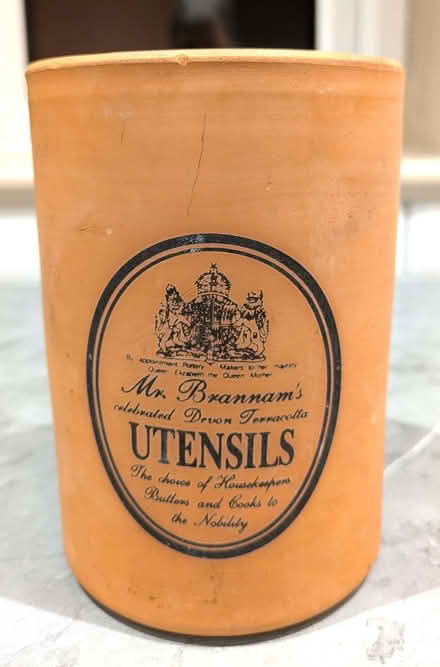 By appointment Pottery Makers to her majesty
Queen Elizabeth the Queen Mother
Mr. Brannam's
celebrated Devon Terracotta
UTENSILS
The choice of Housekeepers
Butlers and Cooks to
the Nobility